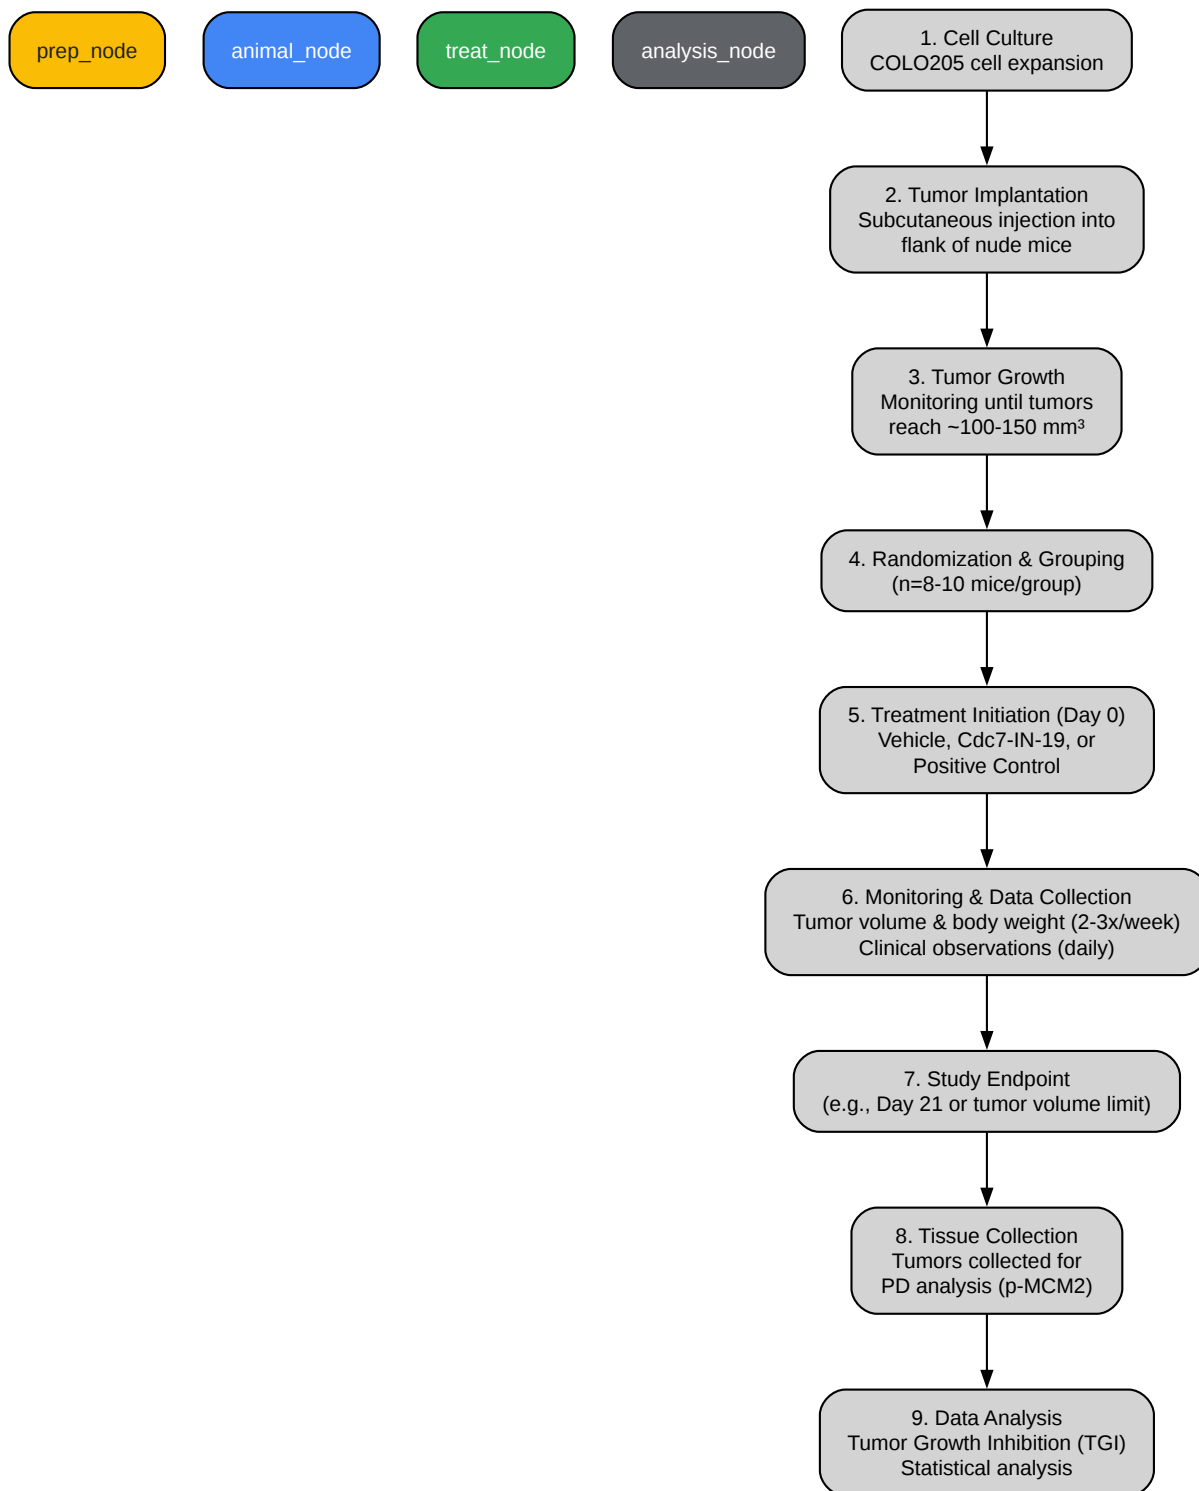 prep_node
animal_node
treat_node
analysis_node
1. Cell Culture
COLO205 cell expansion
2. Tumor Implantation
Subcutaneous injection into
flank of nude mice
3. Tumor Growth
Monitoring until tumors
reach ~100-150 mm³
4. Randomization & Grouping
(n=8-10 mice/group)
5. Treatment Initiation (Day 0)
Vehicle, Cdc7-IN-19, or
Positive Control
6. Monitoring & Data Collection
Tumor volume & body weight (2-3x/week)
Clinical observations (daily)
7. Study Endpoint
(e.g., Day 21 or tumor volume limit)
8. Tissue Collection
Tumors collected for
PD analysis (p-MCM2)
9. Data Analysis
Tumor Growth Inhibition (TGI)
Statistical analysis